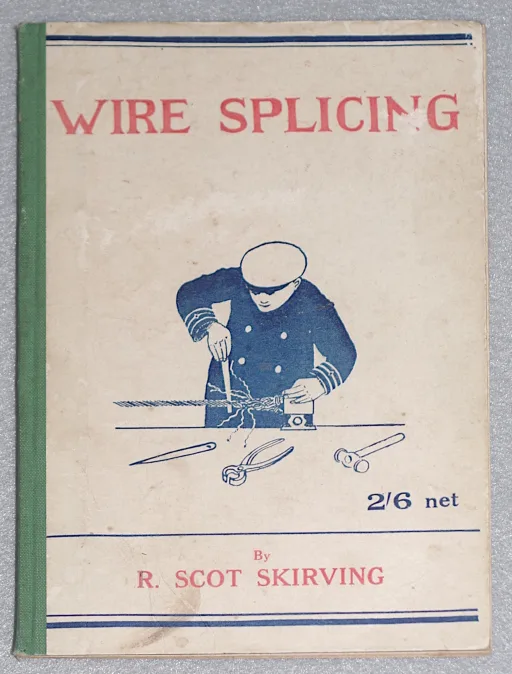 WIRE SPLICING
2/6 net
By
R. SCOT SKIRVING